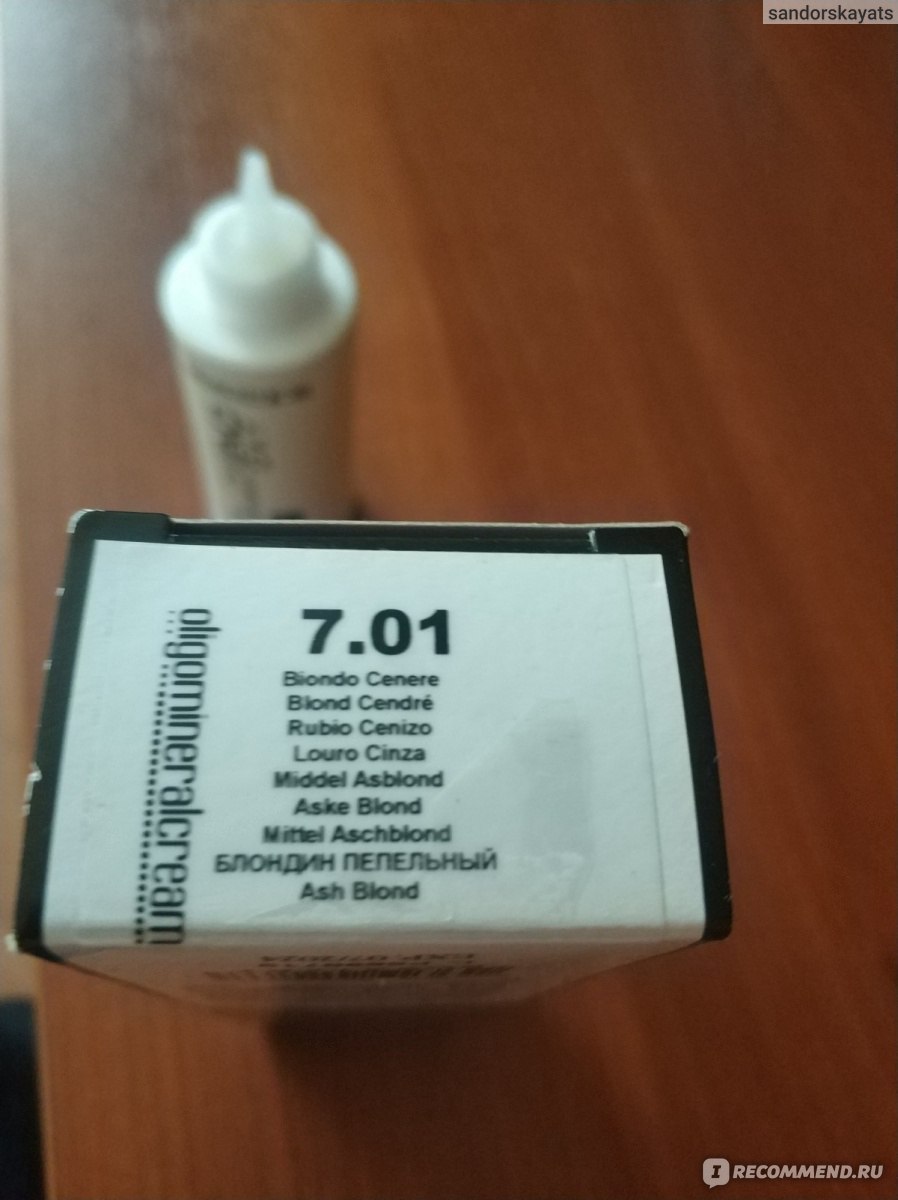 sandorskayats
7.01
Biondo Cenere
Blond Cendré
Rubio Cenizo
Louro Cinza
Middel Asblond
Aske Blond
Mittel Aschblond
БЛОНДИН ПЕПЕЛЬНЫЙ
Ash Blond
oligomineralcream
IRECOMMEND.RU